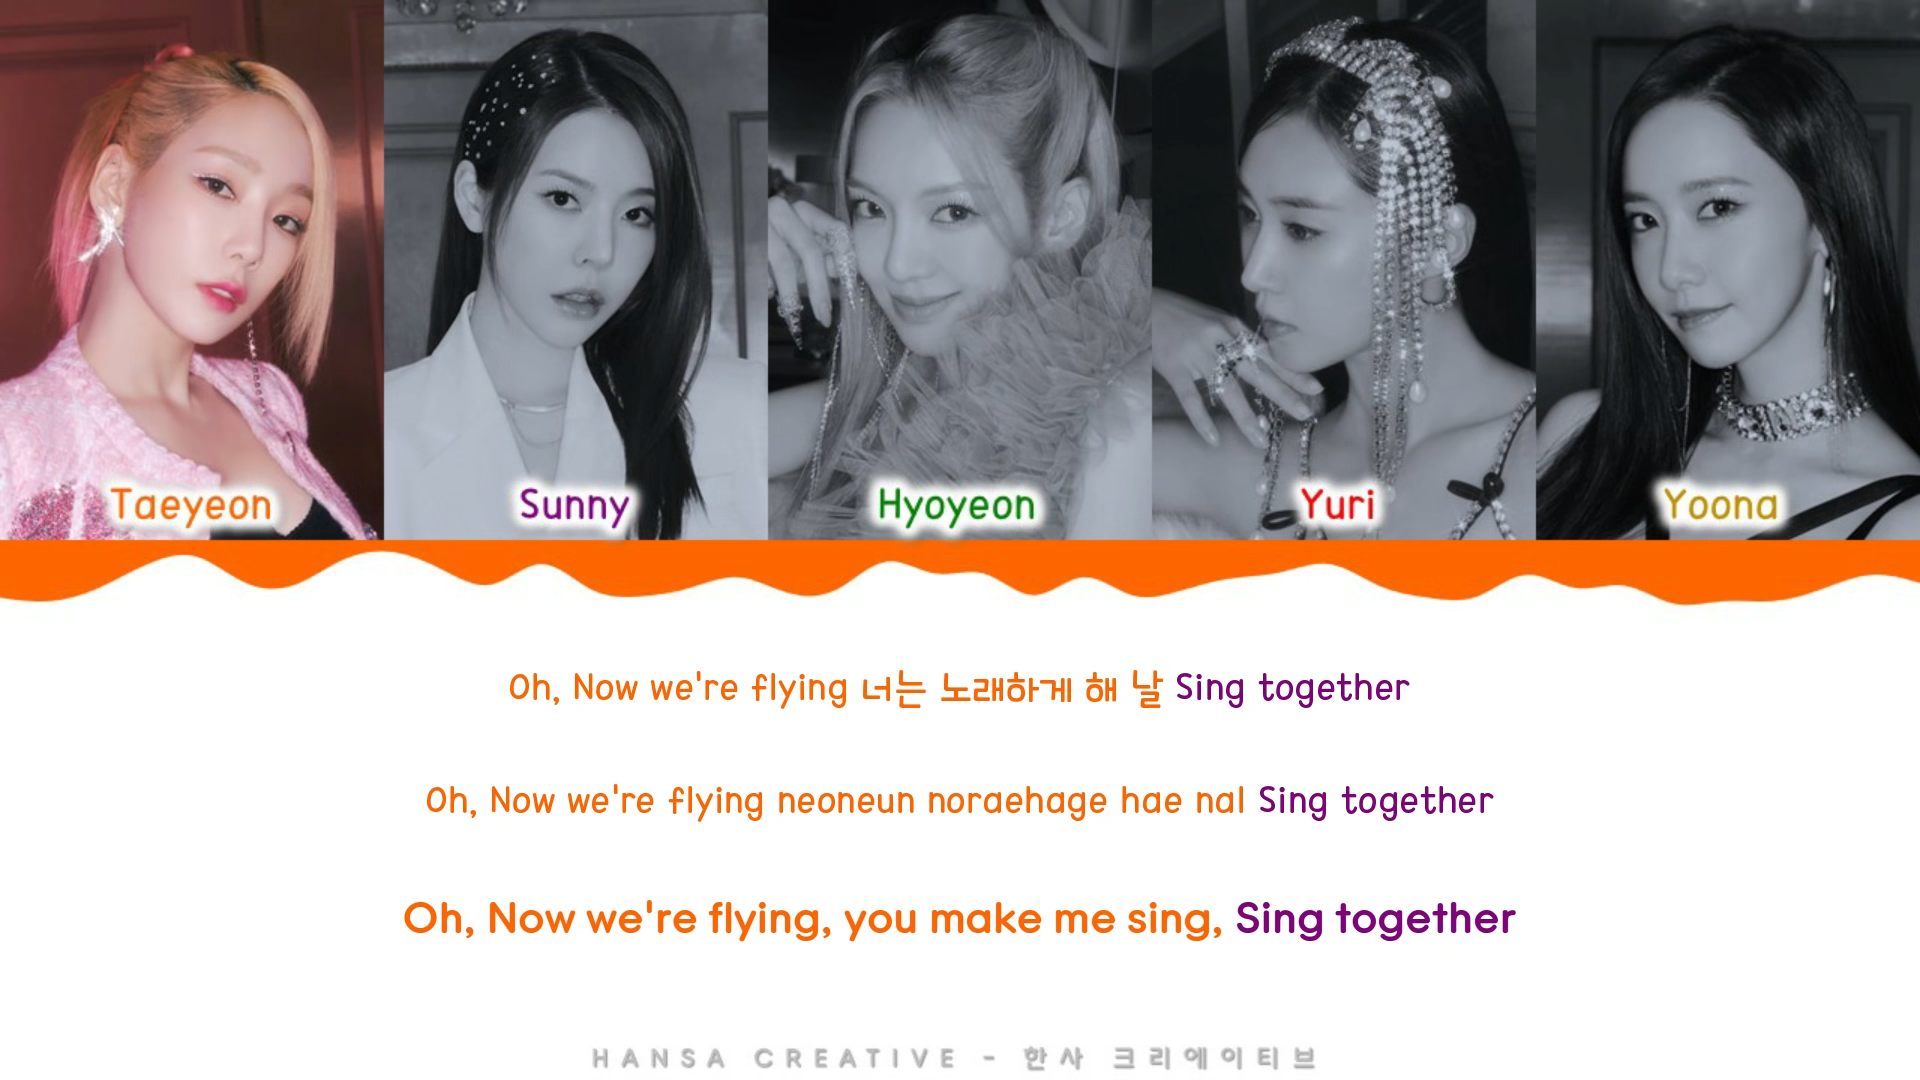 Taeyeon Sunny Hyoyeon Yuri Yoona
Oh, Now we're flying 너는 노래하게 해 날 Sing together
Oh, Now we're flying neoneun noraehage hae nal Sing together
Oh, Now we're flying, you make me sing, Sing together
HANSA CREATIVE - 한사 크리에이티브